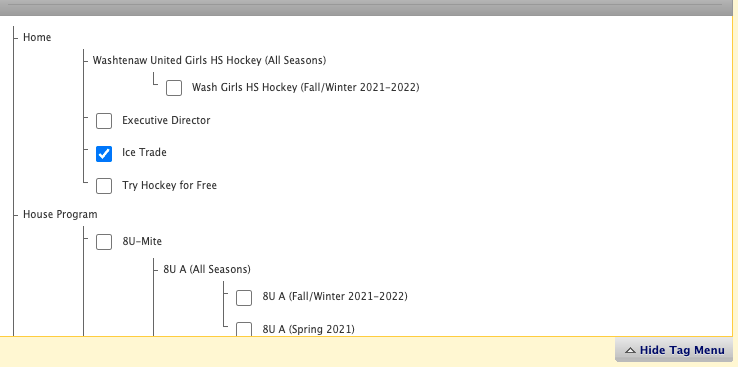 Home
Washtenaw United Girls HS Hockey (All Seasons)
Wash Girls HS Hockey (Fall/Winter 2021-2022)
Executive Director
Ice Trade
Try Hockey for Free
House Program
8U-Mite
8U A (All Seasons)
8U A (Fall/Winter 2021-2022)
8U A (Spring 2021)
Hide Tag Menu